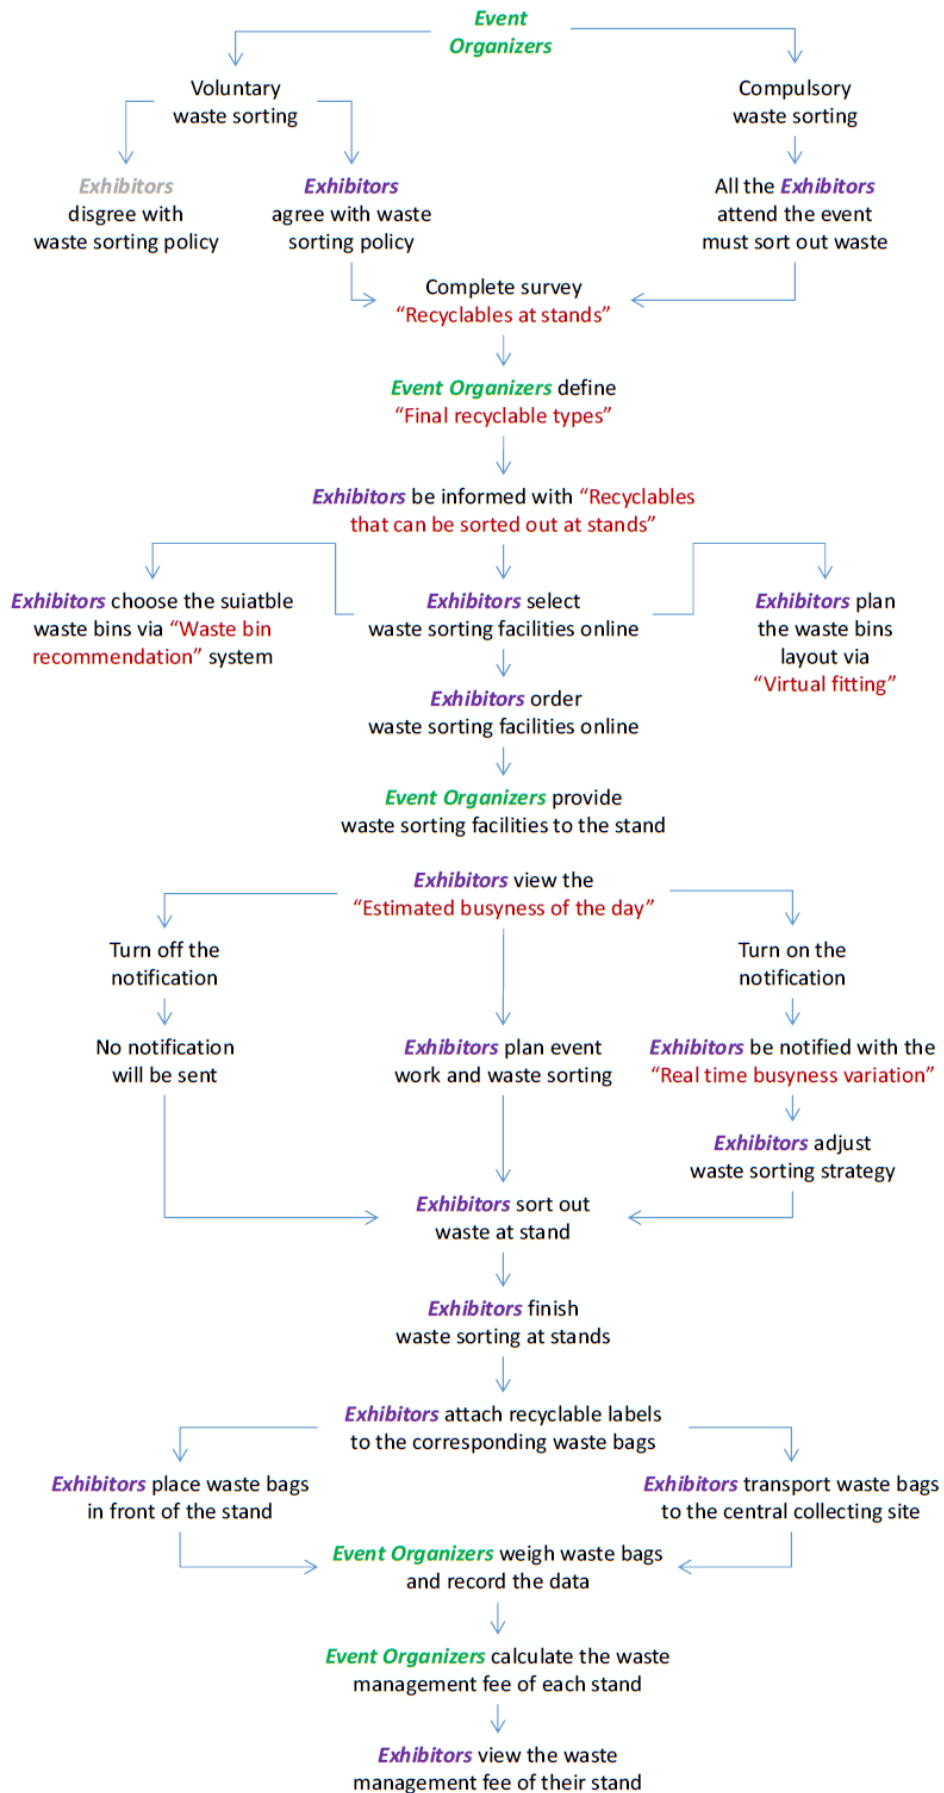 Event
Organizers
Voluntary
waste sorting
Compulsory
waste sorting
Exhibitors
disgree with
waste sorting policy
Exhibitors
agree with waste
sorting policy
All the Exhibitors
attend the event
must sort out waste
Complete survey
“Recyclables at stands”
Event Organizers define
“Final recyclable types”
Exhibitors be informed with “Recyclables
that can be sorted out at stands”
Exhibitors choose the suiatble
waste bins via “Waste bin
recommendation” system
Exhibitors select
waste sorting facilities online
Exhibitors plan
the waste bins
layout via
“Virtual fitting”
Exhibitors order
waste sorting facilities online
Event Organizers provide
waste sorting facilities to the stand
Exhibitors view the
“Estimated busyness of the day”
Turn off the
notification
Turn on the
notification
No notification
will be sent
Exhibitors plan event
work and waste sorting
Exhibitors be notified with the
“Real time busyness variation”
Exhibitors adjust
waste sorting strategy
Exhibitors sort out
waste at stand
Exhibitors finish
waste sorting at stands
Exhibitors attach recyclable labels
to the corresponding waste bags
Exhibitors place waste bags
in front of the stand
Exhibitors transport waste bags
to the central collecting site
Event Organizers weigh waste bags
and record the data
Event Organizers calculate the waste
management fee of each stand
Exhibitors view the waste
management fee of their stand